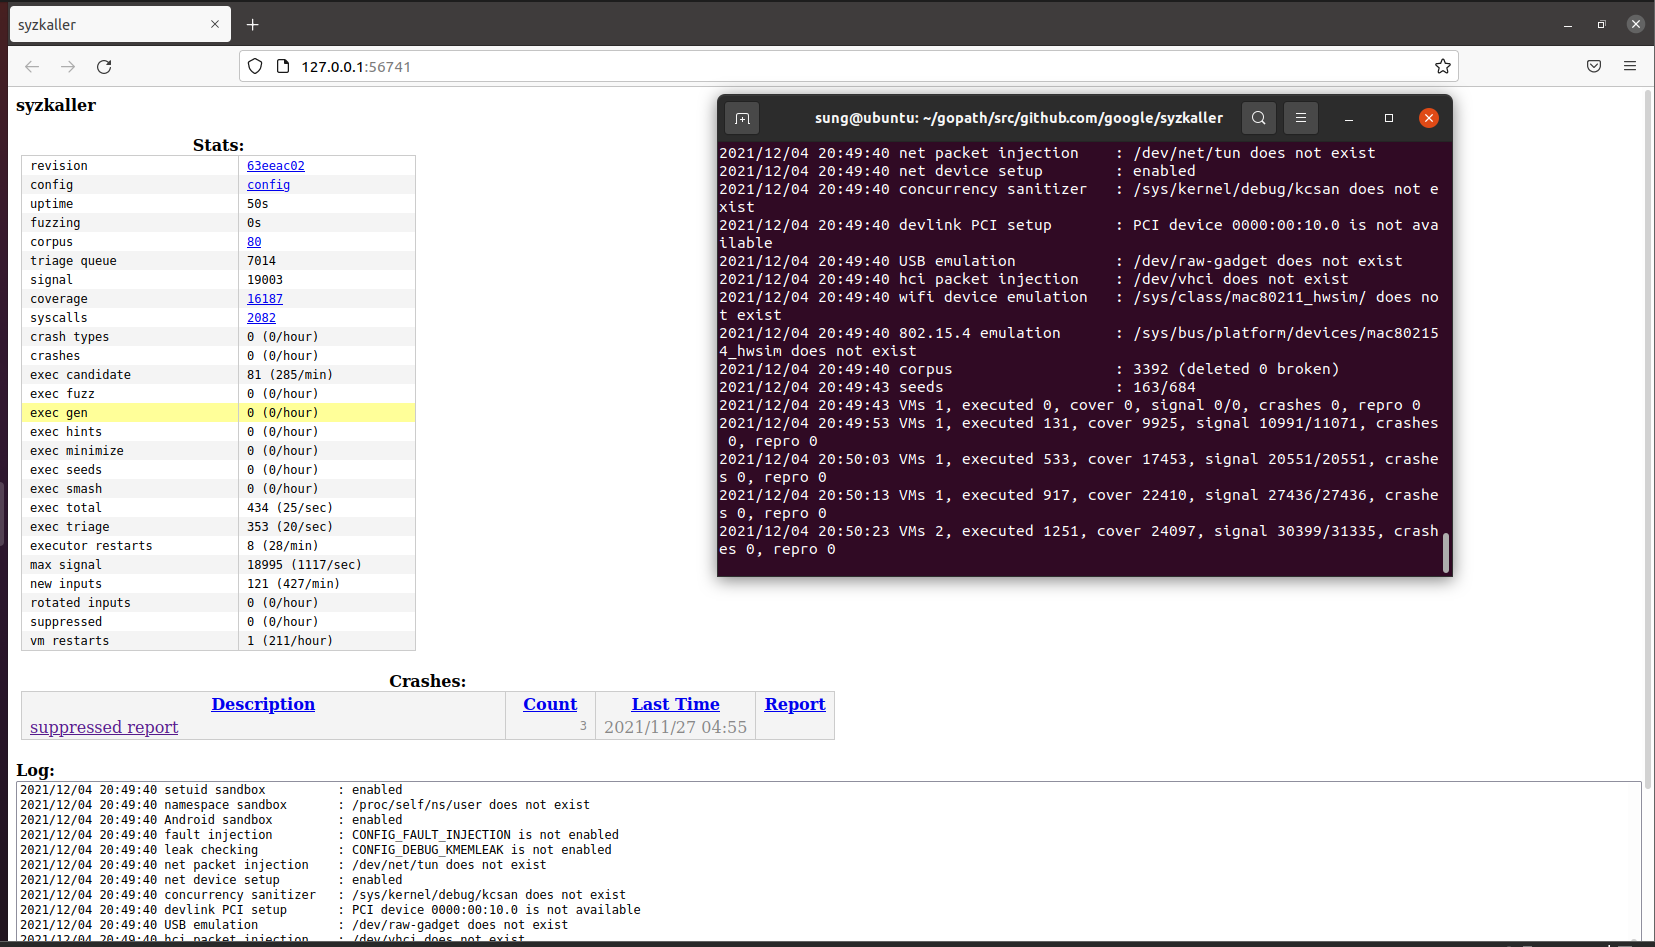 syzkaller
127.0.0.1:56741
syzkaller
Stats:
revision 63eeac02
config config
uptime 50s
fuzzing 0s
corpus 80
triage queue 7014
signal 19003
coverage 16187
syscalls 2082
crash types 0 (0/hour)
crashes 0 (0/hour)
exec candidate 81 (285/min)
exec fuzz 0 (0/hour)
exec gen 0 (0/hour)
exec hints 0 (0/hour)
exec minimize 0 (0/hour)
exec seeds 0 (0/hour)
exec smash 0 (0/hour)
exec total 434 (25/sec)
exec triage 353 (20/sec)
executor restarts 8 (28/min)
max signal 18995 (1117/sec)
new inputs 121 (427/min)
rotated inputs 0 (0/hour)
suppressed 0 (0/hour)
vm restarts 1 (211/hour)
sung@ubuntu: ~/gopath/src/github.com/google/syzkaller
2021/12/04 20:49:40 net packet injection : /dev/net/tun does not exist
2021/12/04 20:49:40 net device setup : enabled
2021/12/04 20:49:40 concurrency sanitizer : /sys/kernel/debug/kcsan does not e
xist
2021/12/04 20:49:40 devlink PCI setup : PCI device 0000:00:10.0 is not ava
ilable
2021/12/04 20:49:40 USB emulation : /dev/raw-gadget does not exist
2021/12/04 20:49:40 hci packet injection : /dev/vhci does not exist
2021/12/04 20:49:40 wifi device emulation : /sys/class/mac80211_hwsim/ does no
t exist
2021/12/04 20:49:40 802.15.4 emulation : /sys/bus/platform/devices/mac80215
4_hwsim does not exist
2021/12/04 20:49:40 corpus : 3392 (deleted 0 broken)
2021/12/04 20:49:43 seeds : 163/684
2021/12/04 20:49:43 VMs 1, executed 0, cover 0, signal 0/0, crashes 0, repro 0
2021/12/04 20:49:53 VMs 1, executed 131, cover 9925, signal 10991/11071, crashes
0, repro 0
2021/12/04 20:50:03 VMs 1, executed 533, cover 17453, signal 20551/20551, crashe
s 0, repro 0
2021/12/04 20:50:13 VMs 1, executed 917, cover 22410, signal 27436/27436, crashe
s 0, repro 0
2021/12/04 20:50:23 VMs 2, executed 1251, cover 24097, signal 30399/31335, crash
es 0, repro 0
Crashes:
Description Count Last Time Report
suppressed report 3 2021/11/27 04:55
Log:
2021/12/04 20:49:40 setuid sandbox : enabled
2021/12/04 20:49:40 namespace sandbox : /proc/self/ns/user does not exist
2021/12/04 20:49:40 Android sandbox : enabled
2021/12/04 20:49:40 fault injection : CONFIG_FAULT_INJECTION is not enabled
2021/12/04 20:49:40 leak checking : CONFIG_DEBUG_KMEMLEAK is not enabled
2021/12/04 20:49:40 net packet injection : /dev/net/tun does not exist
2021/12/04 20:49:40 net device setup : enabled
2021/12/04 20:49:40 concurrency sanitizer : /sys/kernel/debug/kcsan does not exist
2021/12/04 20:49:40 devlink PCI setup : PCI device 0000:00:10.0 is not available
2021/12/04 20:49:40 USB emulation : /dev/raw-gadget does not exist
2021/12/04 20:49:40 hci packet injection : /dev/vhci does not exist